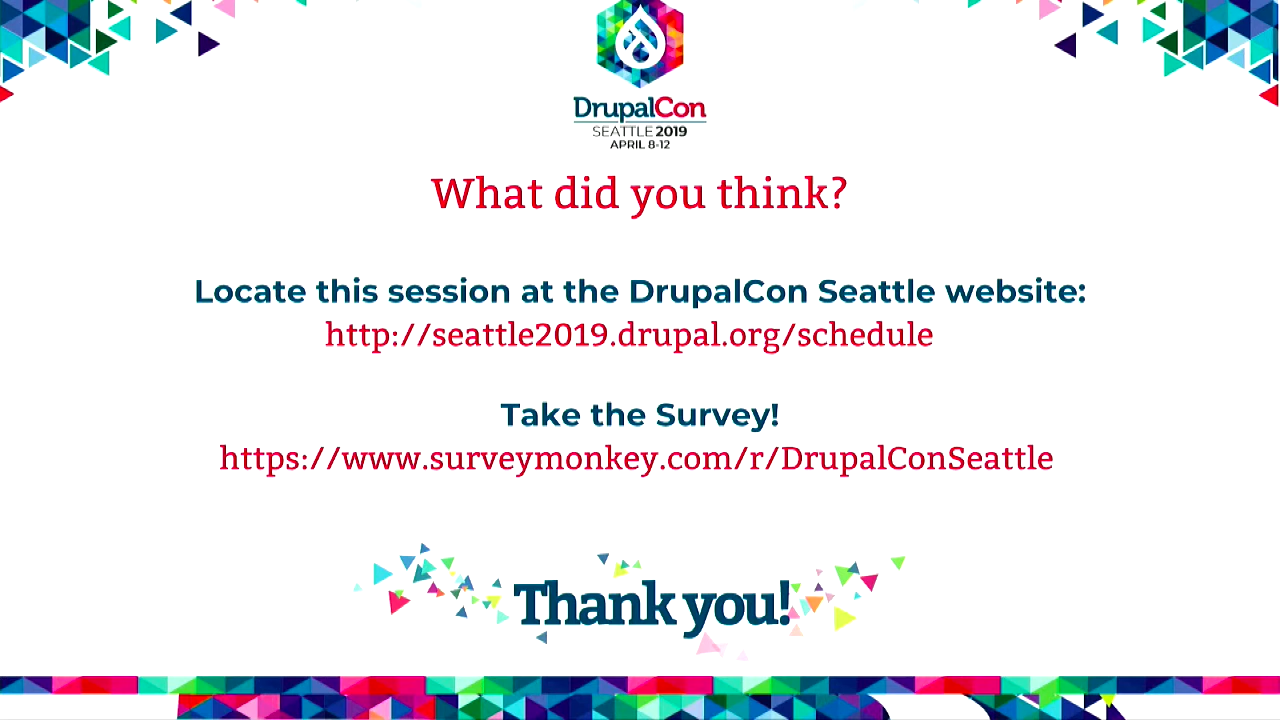 DrupalCon
SEATTLE 2019
APRIL 8-12
What did you think?
Locate this session at the DrupalCon Seattle website:
http://seattle2019.drupal.org/schedule
Take the Survey!
https://www.surveymonkey.com/r/DrupalConSeattle
Thank you!